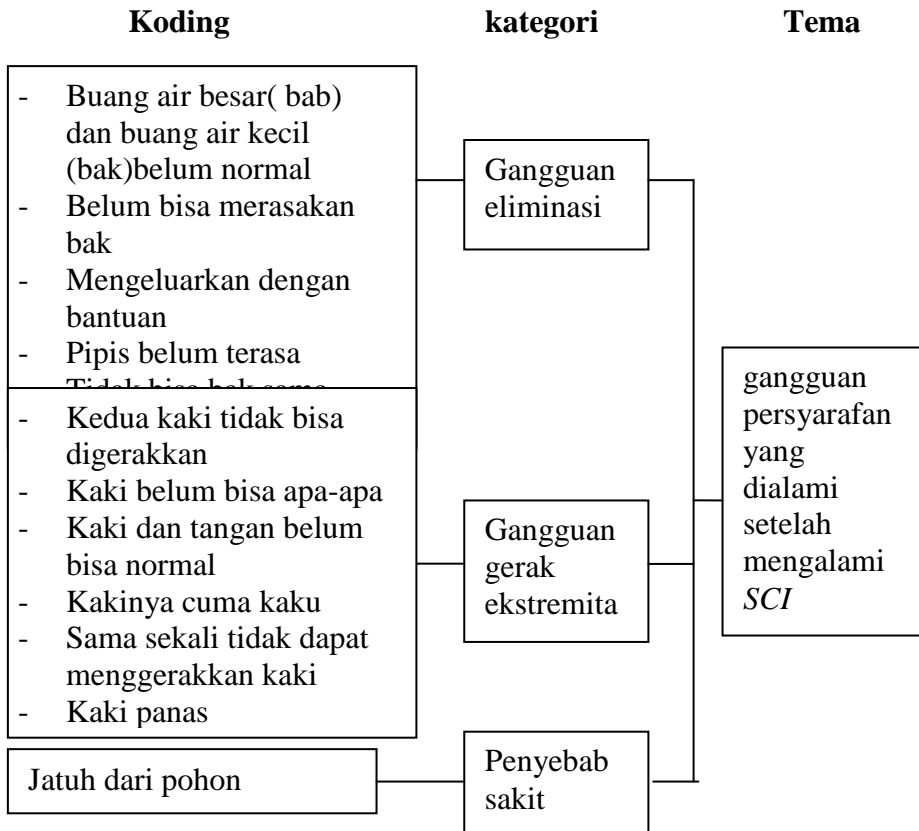 Koding kategori Tema
- Buang air besar( bab)
dan buang air kecil
(bak)belum normal
- Belum bisa merasakan
bak
- Mengeluarkan dengan
bantuan
- Pipis belum terasa
Gangguan
eliminasi
- Kedua kaki tidak bisa
digerakkan
- Kaki belum bisa apa-apa
- Kaki dan tangan belum
bisa normal
- Kakinya cuma kaku
- Sama sekali tidak dapat
menggerakkan kaki
- Kaki panas
Gangguan
gerak
ekstremita
Jatuh dari pohon
Penyebab
sakit
gangguan
persyarafan
yang
dialami
setelah
mengalami
SCI